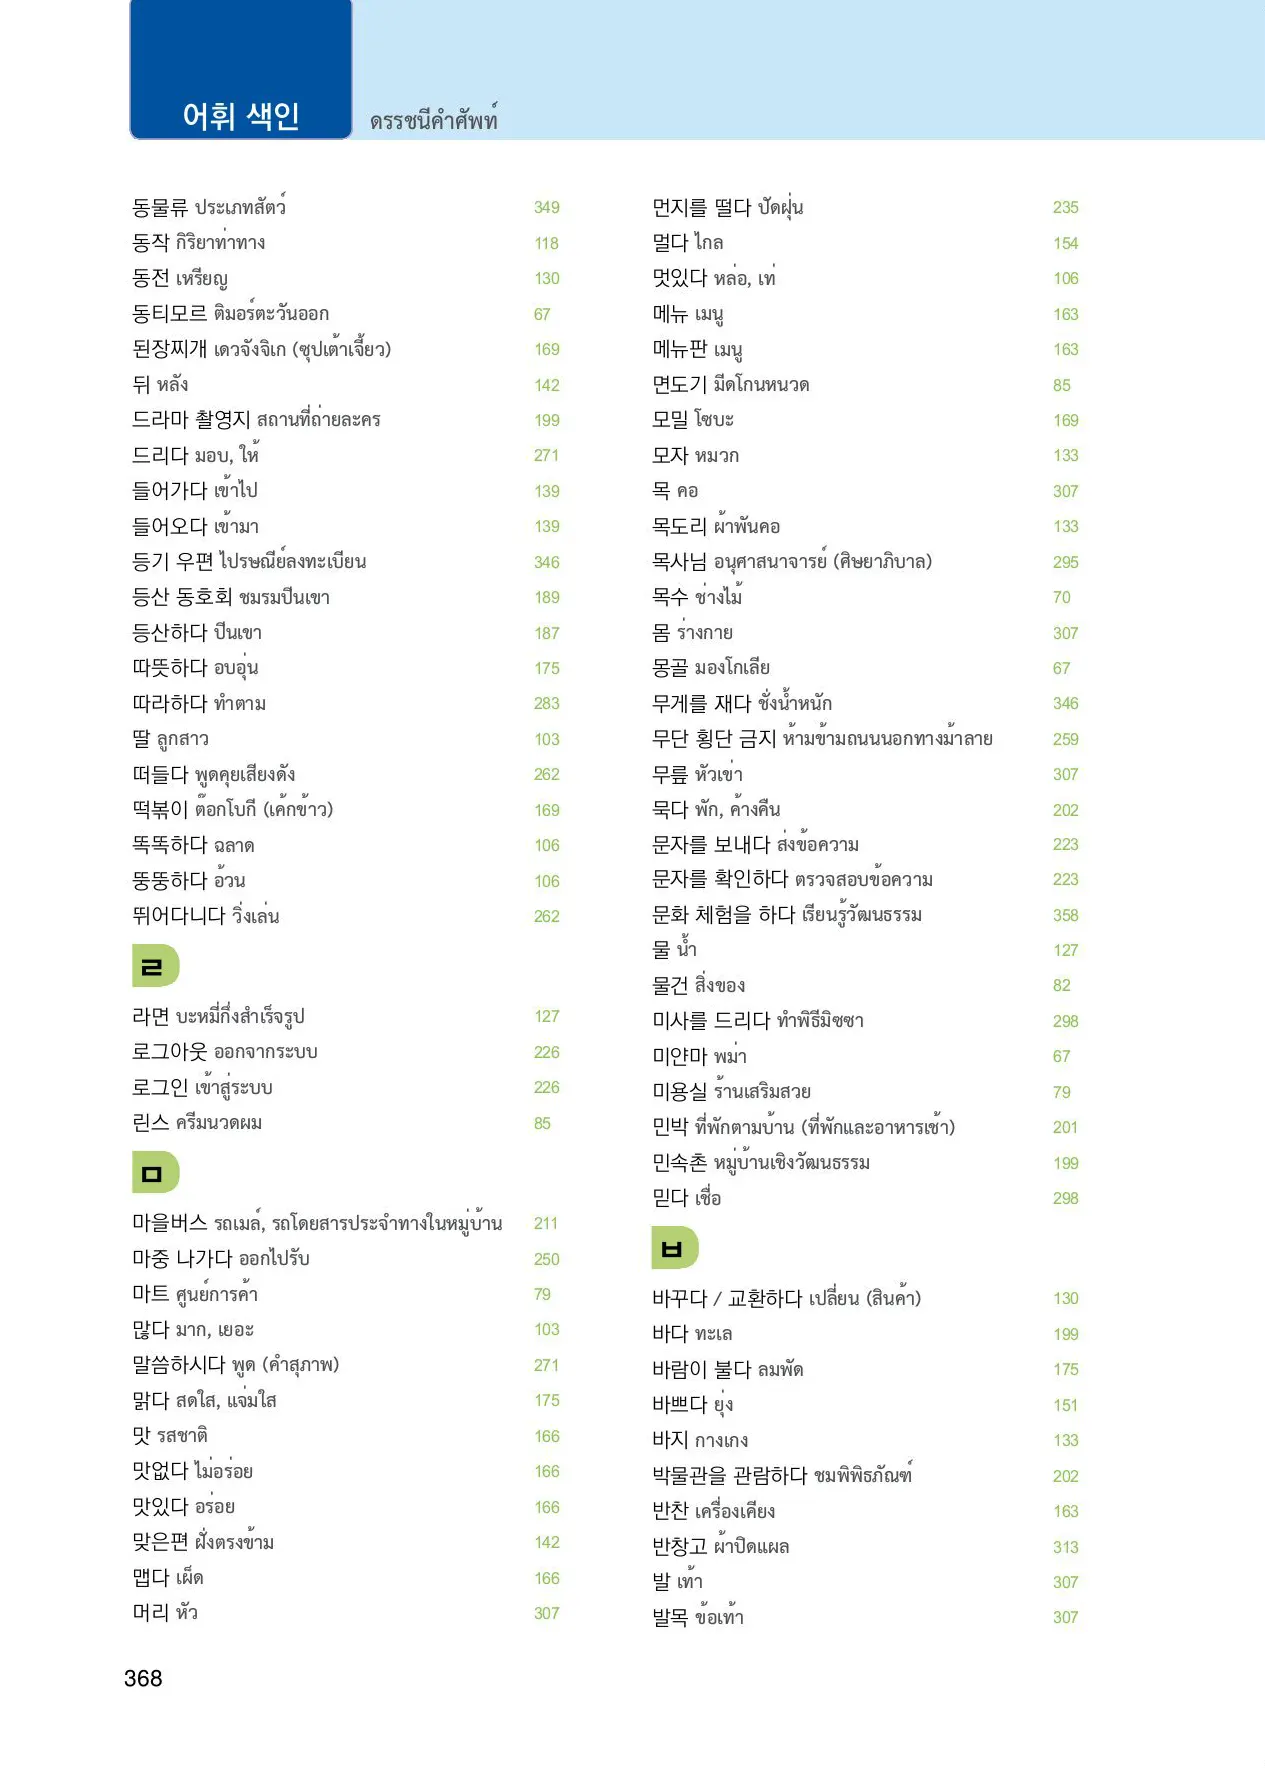 어휘 색인 ดรรชนีคำศัพท์
동물류 ประเภทสัตว์ 349
동작 กิริยาท่าทาง 118
동전 เหรียญ 130
동티모르 ติมอร์ตะวันออก 67
된장찌개 เดวจังจิเก (ซุปเต้าเจี้ยว) 169
뒤 หลัง 142
드라마 촬영지 สถานที่ถ่ายละคร 199
드리다 มอบ, ให้ 271
들어가다 เข้าไป 139
들어오다 เข้ามา 139
등기 우편 ไปรษณีย์ลงทะเบียน 346
등산 동호회 ชมรมปีนเขา 189
등산하다 ปีนเขา 187
따뜻하다 อบอุ่น 175
따라하다 ทำตาม 283
딸 ลูกสาว 103
떠들다 พูดคุยเสียงดัง 262
떡볶이 ต๊อกโบกี (เค้กข้าว) 169
똑똑하다 ฉลาด 106
뚱뚱하다 อ้วน 106
뛰어다니다 วิ่งเล่น 262
ㄹ
라면 บะหมี่กึ่งสำเร็จรูป 127
로그아웃 ออกจากระบบ 226
로그인 เข้าสู่ระบบ 226
린스 ครีมนวดผม 85
ㅁ
마을버스 รถเมล์, รถโดยสารประจำทางในหมู่บ้าน 211
마중 나가다 ออกไปรับ 250
마트 ศูนย์การค้า 79
많다 มาก, เยอะ 103
말씀하시다 พูด (คำสุภาพ) 271
맑다 สดใส, แจ่มใส 175
맛 รสชาติ 166
맛없다 ไม่อร่อย 166
맛있다 อร่อย 166
맞은편 ฝั่งตรงข้าม 142
맵다 เผ็ด 166
머리 หัว 307
먼지를 떨다 ปัดฝุ่น 235
멀다 ไกล 154
멋있다 หล่อ, เท่ 106
메뉴 เมนู 163
메뉴판 เมนู 163
면도기 มีดโกนหนวด 85
모밀 โซบะ 169
모자 หมวก 133
목 คอ 307
목도리 ผ้าพันคอ 133
목사님 อนุศาสนาจารย์ (ศิษยาภิบาล) 295
목수 ช่างไม้ 70
몸 ร่างกาย 307
몽골 มองโกเลีย 67
무게를 재다 ชั่งน้ำหนัก 346
무단 횡단 금지 ห้ามข้ามถนนนอกทางม้าลาย 259
무릎 หัวเข่า 307
묵다 พัก, ค้างคืน 202
문자를 보내다 ส่งข้อความ 223
문자를 확인하다 ตรวจสอบข้อความ 223
문화 체험을 하다 เรียนรู้วัฒนธรรม 358
물 น้ำ 127
물건 สิ่งของ 82
미사를 드리다 ทำพิธีมิซซา 298
미얀마 พม่า 67
미용실 ร้านเสริมสวย 79
민박 ที่พักตามบ้าน (ที่พักและอาหารเช้า) 201
민속촌 หมู่บ้านเชิงวัฒนธรรม 199
믿다 เชื่อ 298
ㅂ
바꾸다 / 교환하다 เปลี่ยน (สินค้า) 130
바다 ทะเล 199
바람이 불다 ลมพัด 175
바쁘다 ยุ่ง 151
바지 กางเกง 133
박물관을 관람하다 ชมพิพิธภัณฑ์ 202
반찬 เครื่องเคียง 163
반창고 ผ้าปิดแผล 313
발 เท้า 307
발목 ข้อเท้า 307
368